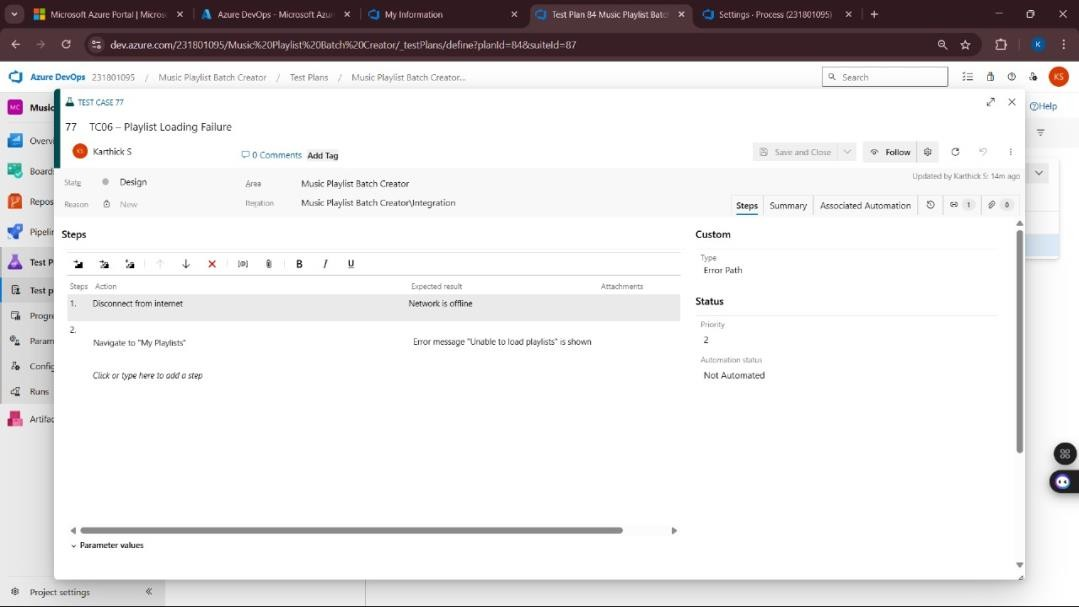 Microsoft Azure Portal | Micros
Azure DevOps - Microsoft Azur
My Information
Test Plan 84 Music Playlist Batc
Settings - Process (231801095)
dev.azure.com/231801095/Music%20Playlist%20Batch%20Creator/_testPlans/define?planId=84&suiteId=87
K
Azure DevOps 231801095 / Music Playlist Batch Creator / Test Plans / Music Playlist Batch Creator...
Search
KS
MC Music
Overvi
Board
Repos
Pipelin
Test P
Test p
Progre
Param
Config
Runs
Artifac
Project settings
Help
TEST CASE 77
77 TC06 – Playlist Loading Failure
KS Karthick S
0 Comments Add Tag
Save and Close
Follow
State Design
Area Music Playlist Batch Creator
Updated by Karthick S: 14m ago
Reason New
Iteration Music Playlist Batch Creator\Integration
Steps Summary Associated Automation 1 0
Steps
B I U
Steps Action Expected result Attachments
1. Disconnect from internet Network is offline
2. Navigate to "My Playlists" Error message "Unable to load playlists" is shown
Click or type here to add a step
Parameter values
Custom
Type
Error Path
Status
Priority
2
Automation status
Not Automated